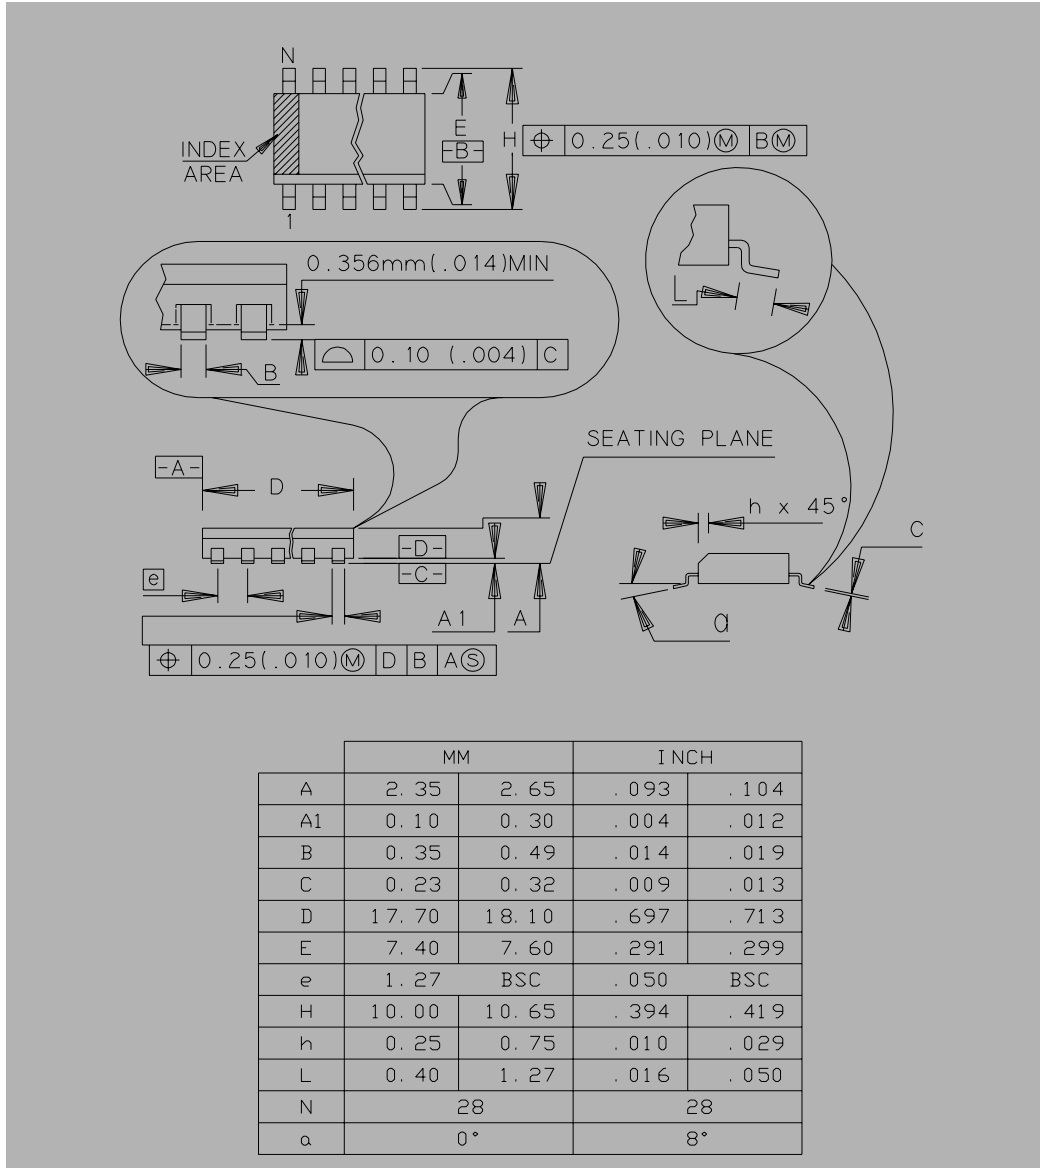 N
INDEX
AREA
1
E
-B-
H
⌖ 0.25(.010)Ⓜ BⓂ
0.356mm(.014)MIN
⌓ 0.10 (.004) C
B
L
SEATING PLANE
-A-
D
h x 45°
C
-D-
-C-
e
A1
A
a
⌖ 0.25(.010)Ⓜ D B AⓈ
MM INCH
A 2.35 2.65 .093 .104
A1 0.10 0.30 .004 .012
B 0.35 0.49 .014 .019
C 0.23 0.32 .009 .013
D 17.70 18.10 .697 .713
E 7.40 7.60 .291 .299
e 1.27 BSC .050 BSC
H 10.00 10.65 .394 .419
h 0.25 0.75 .010 .029
L 0.40 1.27 .016 .050
N 28 28
a 0° 8°